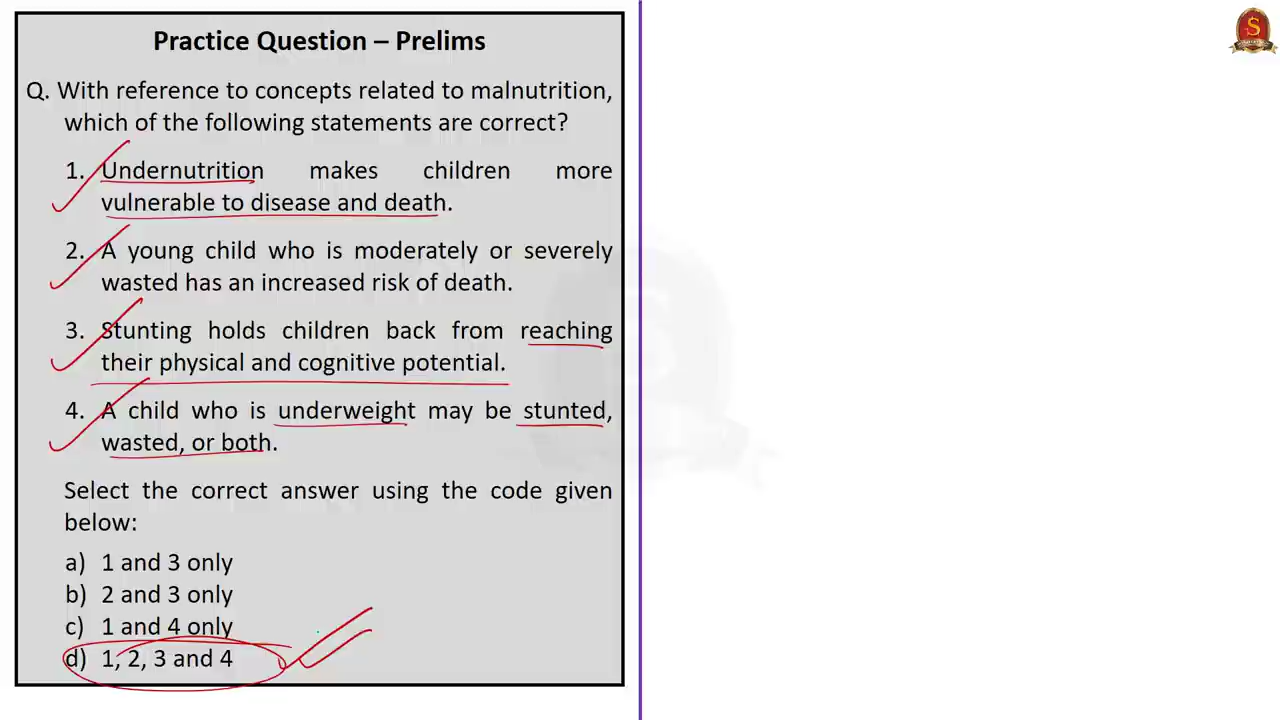 Practice Question – Prelims
Q. With reference to concepts related to malnutrition,
which of the following statements are correct?
1. Undernutrition makes children more
vulnerable to disease and death.
2. A young child who is moderately or severely
wasted has an increased risk of death.
3. Stunting holds children back from reaching
their physical and cognitive potential.
4. A child who is underweight may be stunted,
wasted, or both.
Select the correct answer using the code given
below:
a) 1 and 3 only
b) 2 and 3 only
c) 1 and 4 only
d) 1, 2, 3 and 4
S